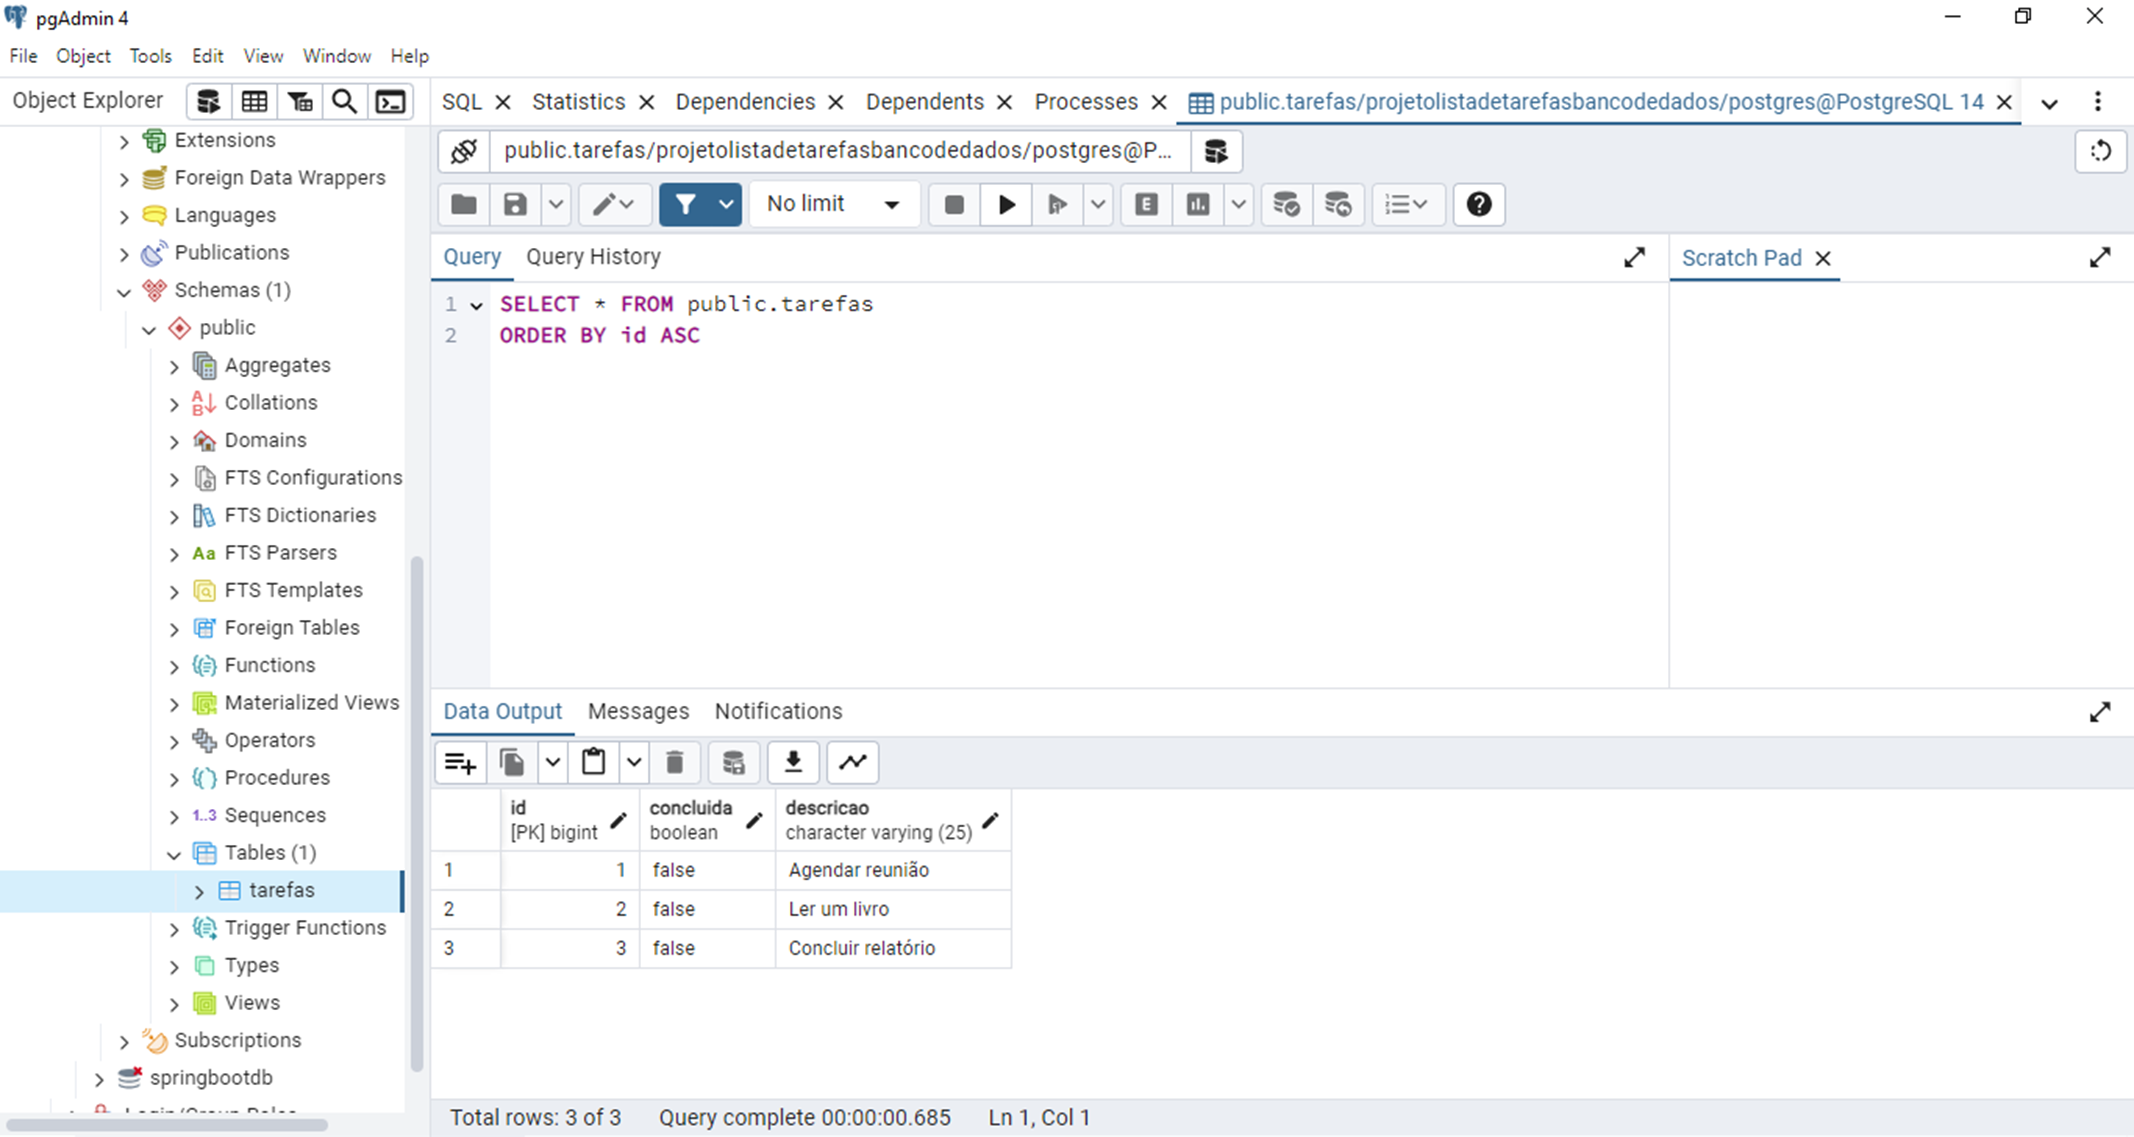 pgAdmin 4
File Object Tools Edit View Window Help
Object Explorer
SQL Statistics Dependencies Dependents Processes public.tarefas/projetolistadetarefasbancodedados/postgres@PostgreSQL 14
public.tarefas/projetolistadetarefasbancodedados/postgres@P...
No limit
E
Extensions
Foreign Data Wrappers
Languages
Publications
Schemas (1)
public
Aggregates
Collations
Domains
FTS Configurations
FTS Dictionaries
Aa FTS Parsers
FTS Templates
Foreign Tables
Functions
Materialized Views
Operators
Procedures
1..3 Sequences
Tables (1)
tarefas
Trigger Functions
Types
Views
Subscriptions
springbootdb
Query Query History
Scratch Pad
1 SELECT * FROM public.tarefas
2 ORDER BY id ASC
Data Output Messages Notifications
id concluida descricao
[PK] bigint boolean character varying (25)
1 1 false Agendar reunião
2 2 false Ler um livro
3 3 false Concluir relatório
Total rows: 3 of 3 Query complete 00:00:00.685 Ln 1, Col 1